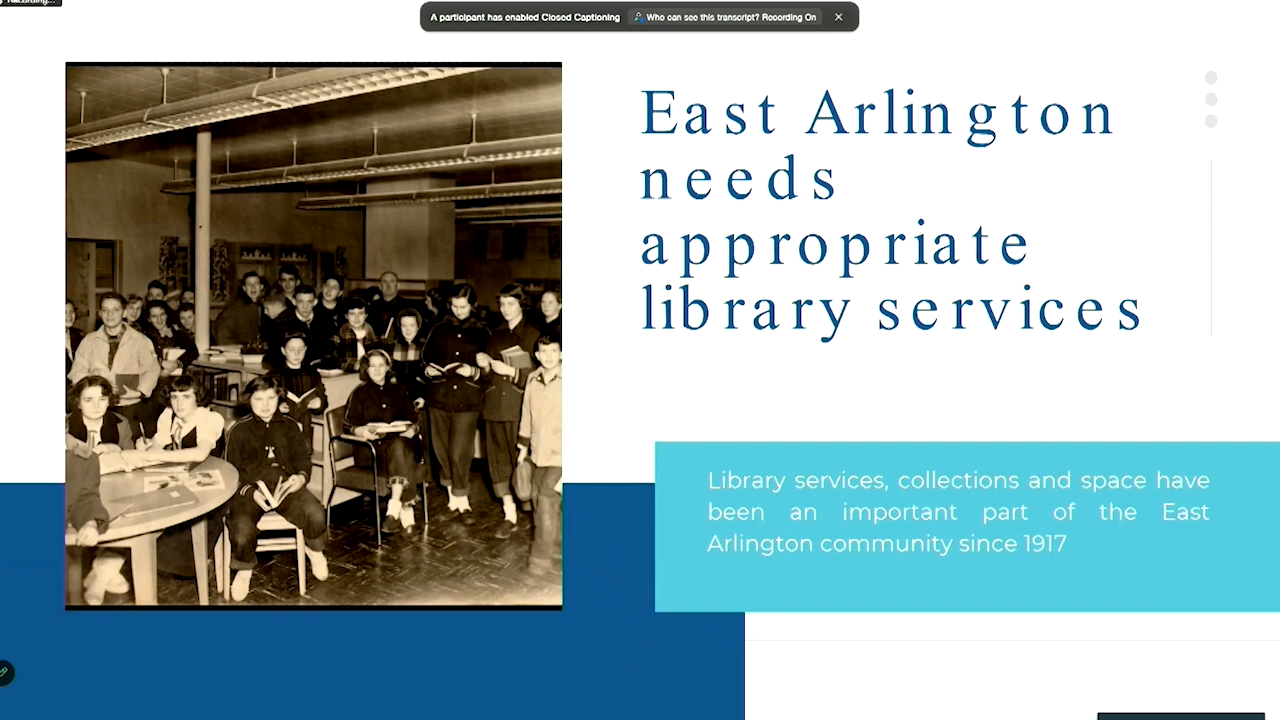 A participant has enabled Closed Captioning Who can see this transcript? Recording On
East Arlington
needs
appropriate
library services
Library services, collections and space have
been an important part of the East
Arlington community since 1917